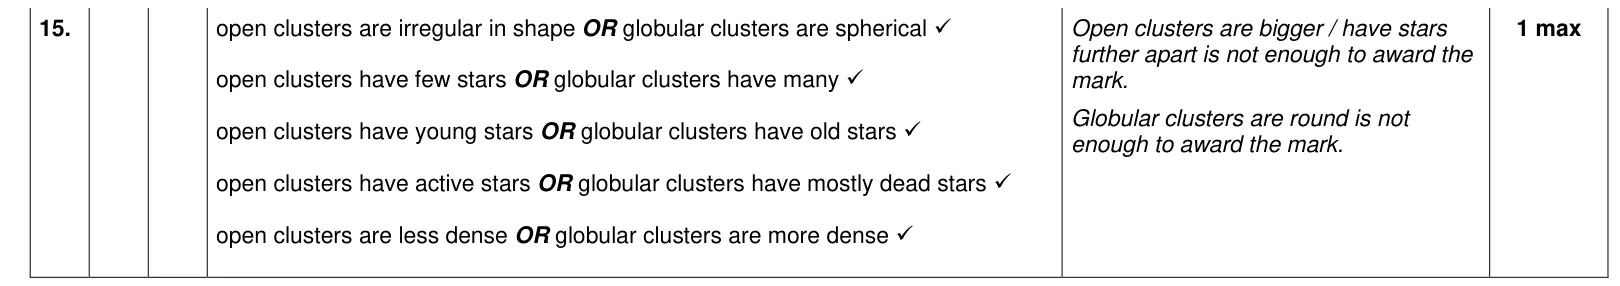 15.
open clusters are irregular in shape OR globular clusters are spherical ✓
open clusters have few stars OR globular clusters have many ✓
open clusters have young stars OR globular clusters have old stars ✓
open clusters have active stars OR globular clusters have mostly dead stars ✓
open clusters are less dense OR globular clusters are more dense ✓
Open clusters are bigger / have stars
further apart is not enough to award the
mark.
Globular clusters are round is not
enough to award the mark.
1 max